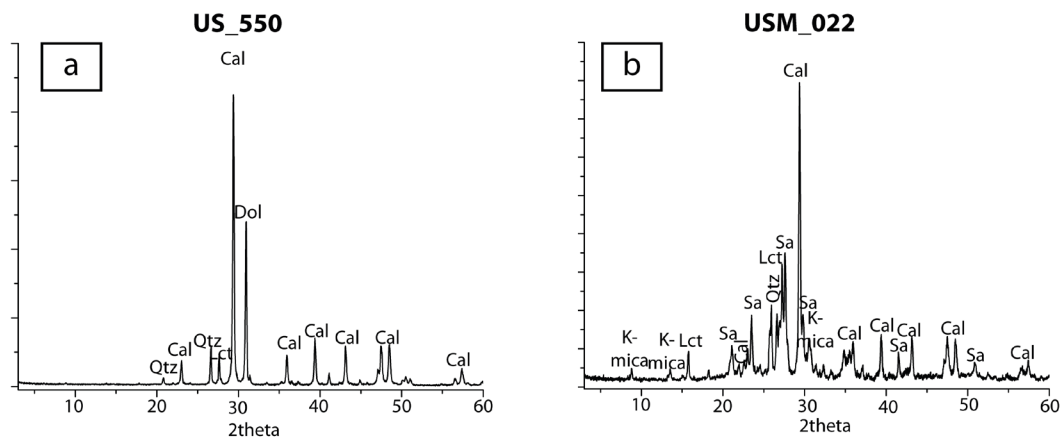 US_550
a
Cal
Dol
Qtz
Cal
Qtz
Lct
Cal
Cal
Cal
Cal
Cal
10
20
30
40
50
60
2theta
USM_022
b
Cal
Sa
Lct
Qtz
Sa
Sa
K-
mica
K-
mica
K-
mica
Lct
Sa
Cal
Cal
Cal
Sa
Cal
Cal
Sa
Cal
10
20
30
40
50
60
2theta